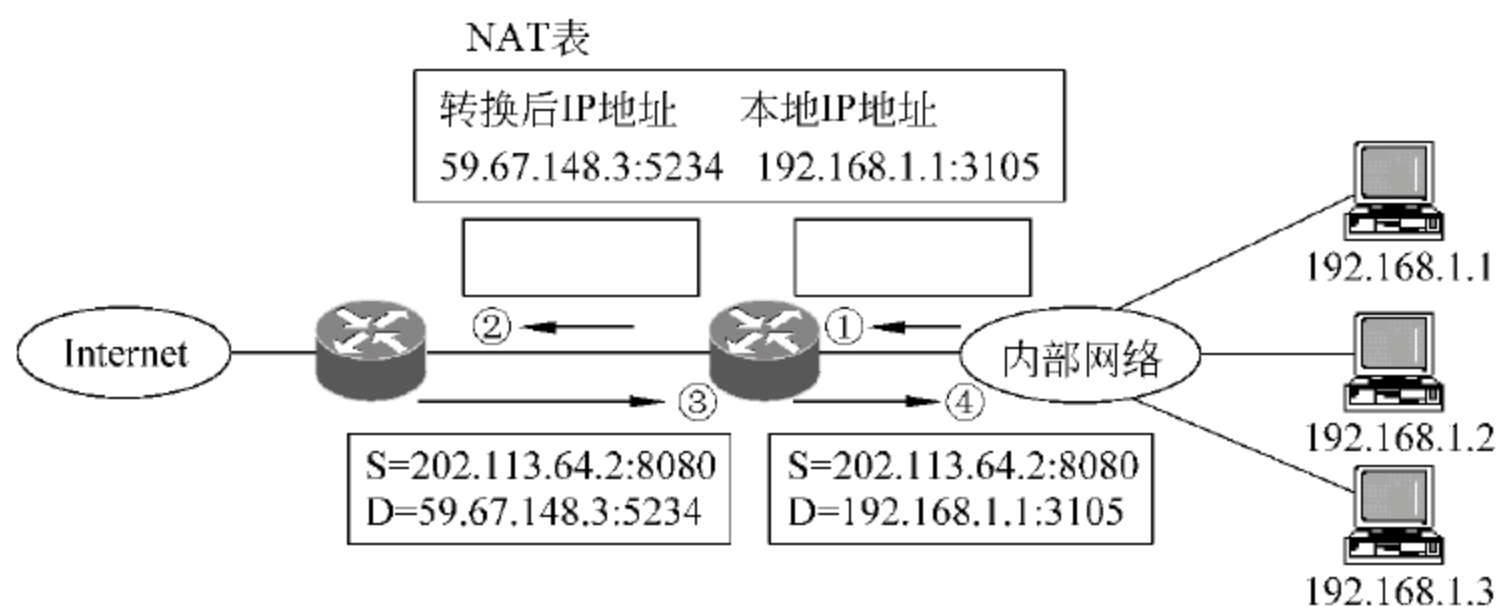 NAT表
转换后IP地址 本地IP地址
59.67.148.3:5234 192.168.1.1:3105
192.168.1.1
② ①
Internet
内部网络
③ ④
192.168.1.2
S=202.113.64.2:8080
D=59.67.148.3:5234
S=202.113.64.2:8080
D=192.168.1.1:3105
192.168.1.3